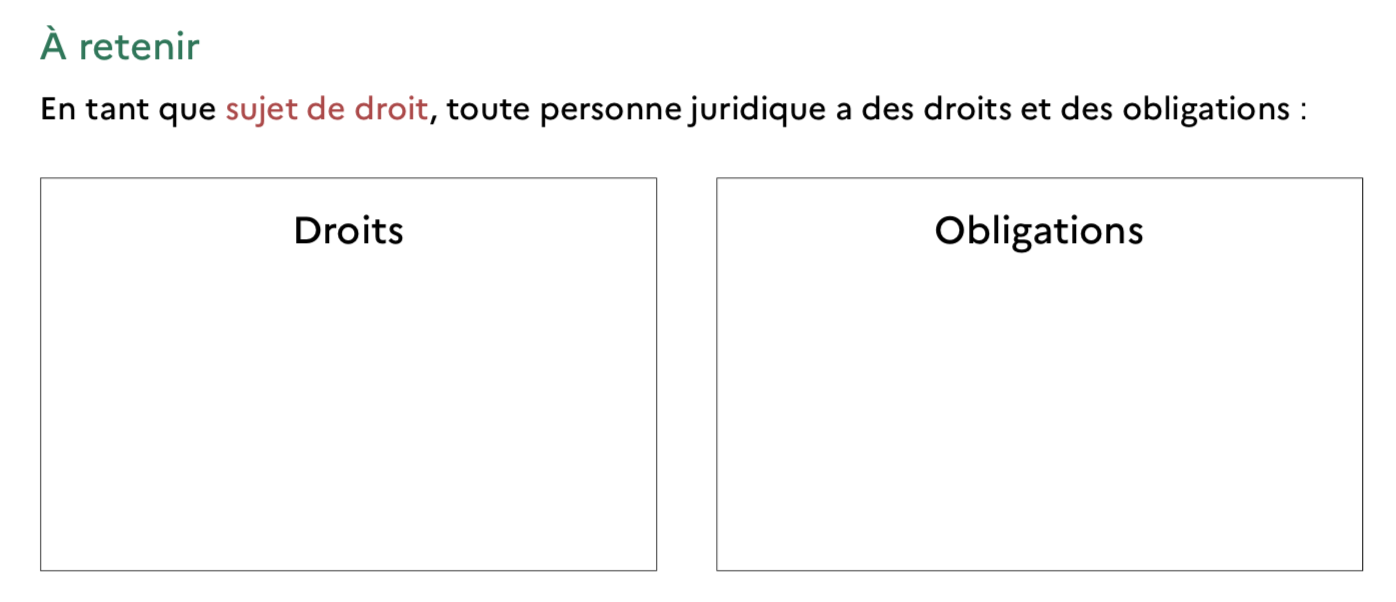 À retenir
En tant que sujet de droit, toute personne juridique a des droits et des obligations :
Droits
Obligations